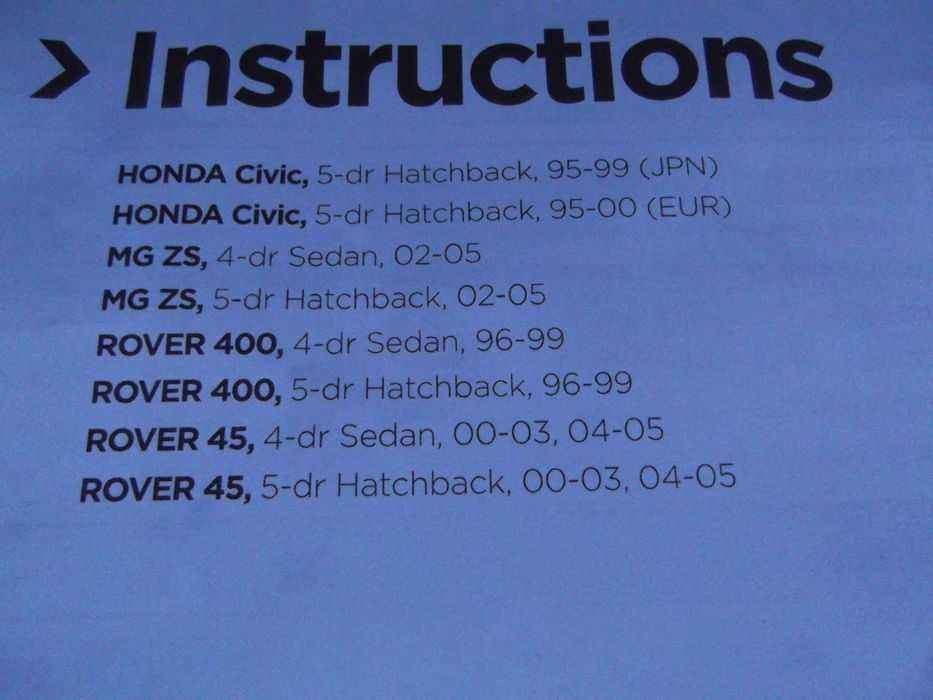 > Instructions
HONDA Civic, 5-dr Hatchback, 95-99 (JPN)
HONDA Civic, 5-dr Hatchback, 95-00 (EUR)
MG ZS, 4-dr Sedan, 02-05
MG ZS, 5-dr Hatchback, 02-05
ROVER 400, 4-dr Sedan, 96-99
ROVER 400, 5-dr Hatchback, 96-99
ROVER 45, 4-dr Sedan, 00-03, 04-05
ROVER 45, 5-dr Hatchback, 00-03, 04-05